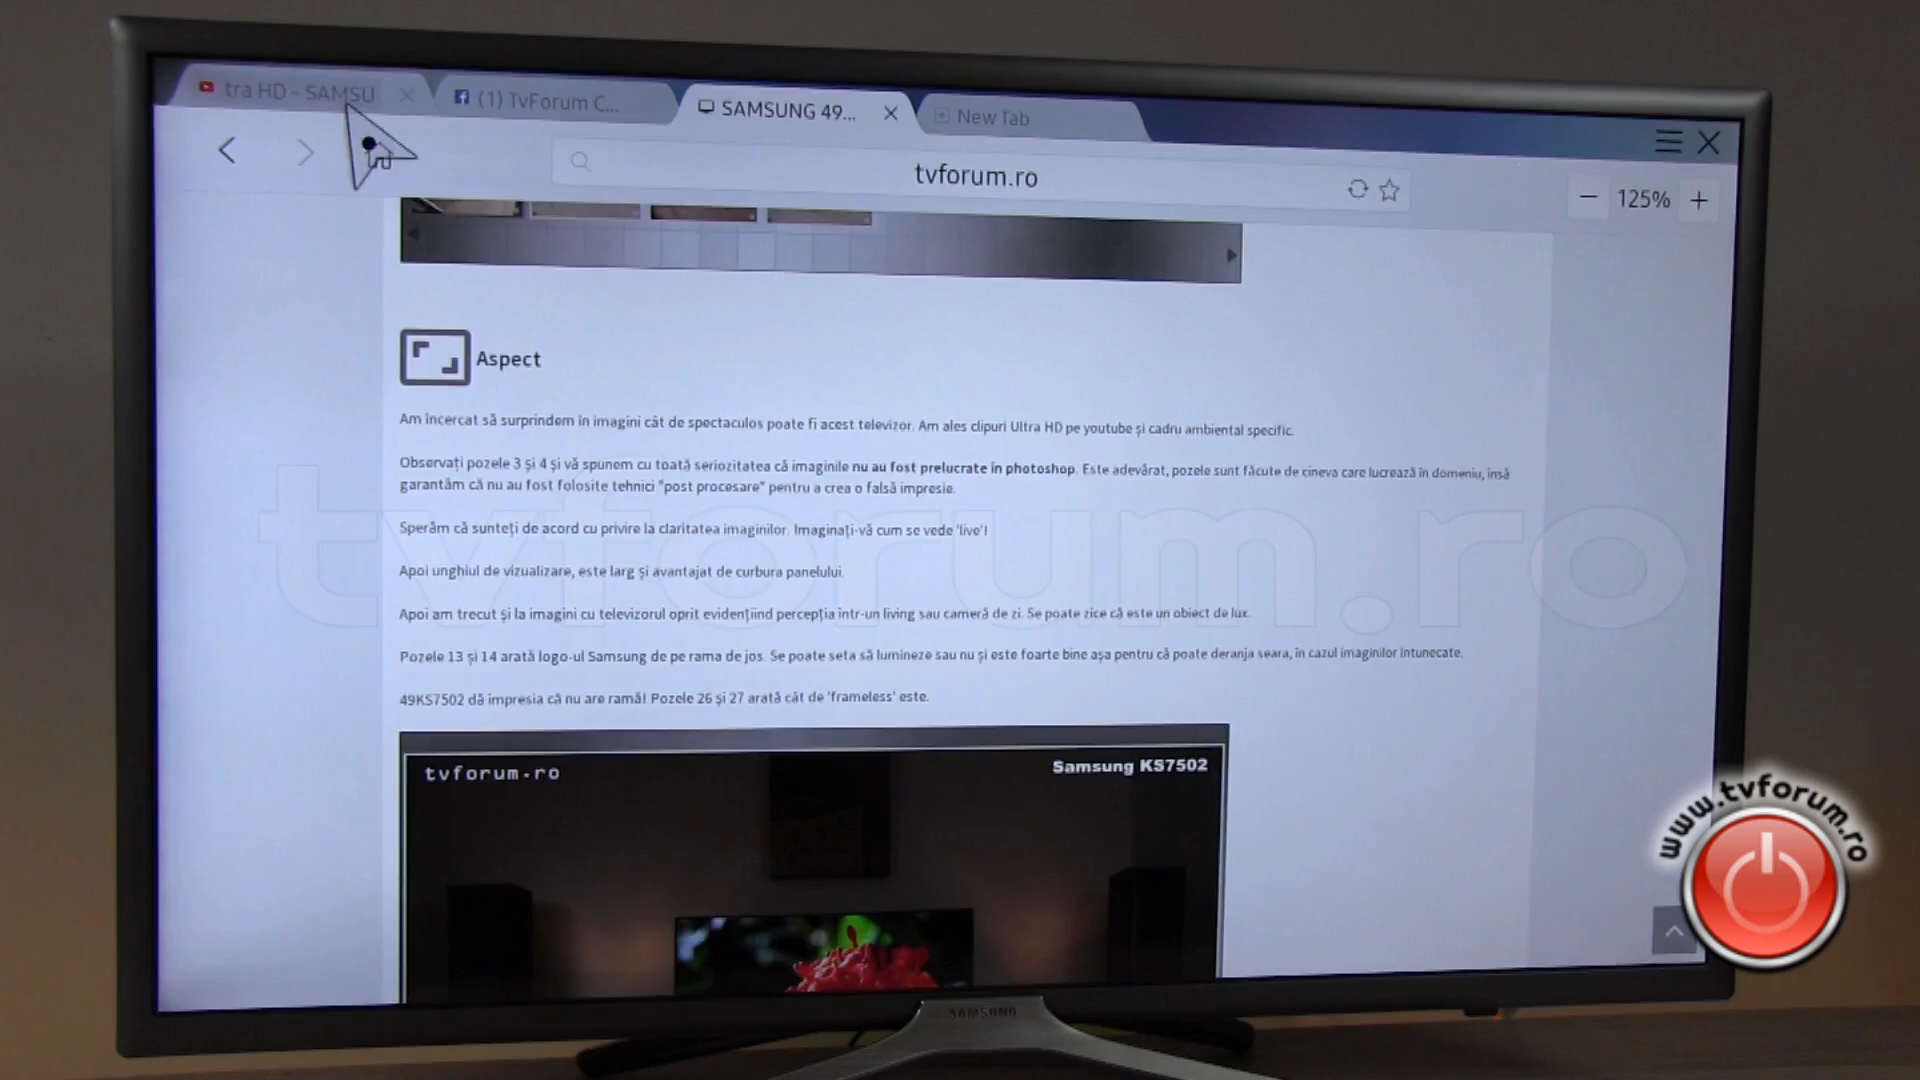 tra HD - SAMSU
(1) TvForum C...
SAMSUNG 49...
New Tab
tvforum.ro
125%
Aspect
Am încercat să surprindem în imagini cât de spectaculos poate fi acest televizor. Am ales clipuri Ultra HD pe youtube și cadru ambiental specific.
Observați pozele 3 și 4 și vă spunem cu toată seriozitatea că imaginile nu au fost prelucrate în photoshop. Este adevărat, pozele sunt făcute de cineva care lucrează în domeniu, însă
garantăm că nu au fost folosite tehnici "post procesare" pentru a crea o falsă impresie.
Sperăm că sunteți de acord cu privire la claritatea imaginilor. Imaginați-vă cum se vede 'live'!
Apoi unghiul de vizualizare, este larg și avantajat de curbura panelului.
tvforum.ro
Apoi am trecut și la imagini cu televizorul oprit evidențiind percepția într-un living sau cameră de zi. Se poate zice că este un obiect de lux.
Pozele 13 și 14 arată logo-ul Samsung de pe rama de jos. Se poate seta să lumineze sau nu și este foarte bine așa pentru că poate deranja seara, în cazul imaginilor întunecate.
49KS7502 dă impresia că nu are ramă! Pozele 26 și 27 arată cât de 'frameless' este.
tvforum.ro
Samsung KS7502
www.tvforum.ro
SAMSUNG